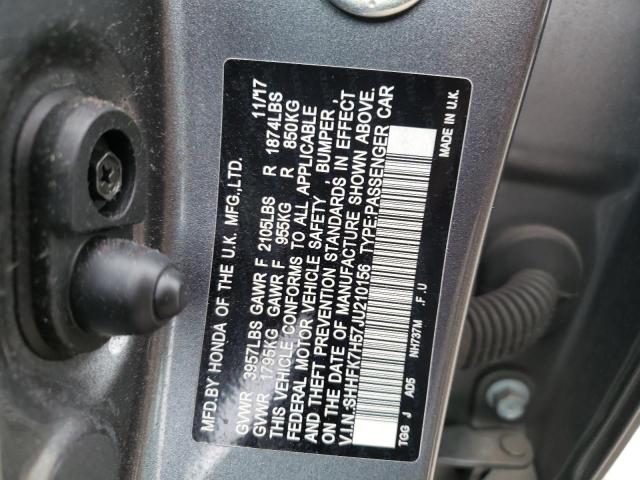 MFD.BY HONDA OF THE U.K. MFG.,LTD. 11/17
GVWR 3957LBS GAWR F 2105LBS R 1874LBS
GVWR 1795KG GAWR F 955KG R 850KG
THIS VEHICLE CONFORMS TO ALL APPLICABLE
FEDERAL MOTOR VEHICLE SAFETY , BUMPER ,
AND THEFT PREVENTION STANDARDS IN EFFECT
ON THE DATE OF MANUFACTURE SHOWN ABOVE.
V.I.N.:SHHFK7H57JU210156 TYPE:PASSENGER CAR
TGG J AD5 NH737M .F .U MADE IN U.K.